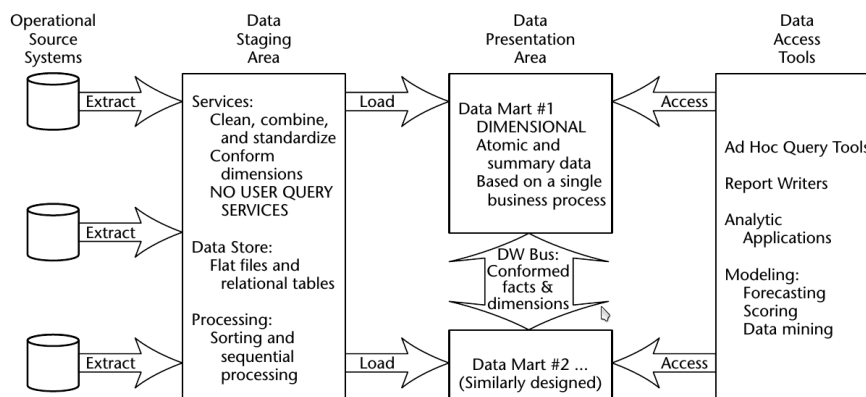 Operational
Source
Systems
Data
Staging
Area
Data
Presentation
Area
Data
Access
Tools
Extract
Extract
Extract
Services:
Clean, combine,
and standardize
Conform
dimensions
NO USER QUERY
SERVICES
Data Store:
Flat files and
relational tables
Processing:
Sorting and
sequential
processing
Load
Load
Data Mart #1
DIMENSIONAL
Atomic and
summary data
Based on a single
business process
DW Bus:
Conformed
facts &
dimensions
Data Mart #2 ...
(Similarly designed)
Access
Access
Ad Hoc Query Tools
Report Writers
Analytic
Applications
Modeling:
Forecasting
Scoring
Data mining